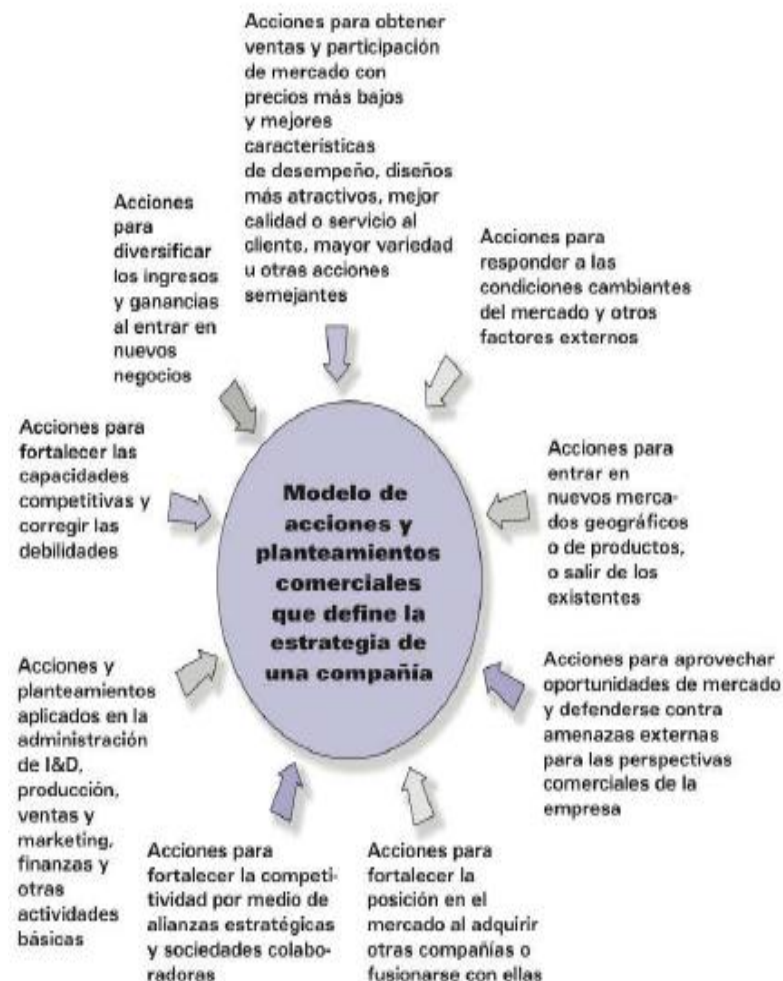 Acciones para obtener
ventas y participación
de mercado con
precios más bajos
y mejores
características
de desempeño, diseños
más atractivos, mejor
calidad o servicio al
cliente, mayor variedad
u otras acciones
semejantes
Acciones
para
diversificar
los ingresos
y ganancias
al entrar en
nuevos
negocios
Acciones para
responder a las
condiciones cambiantes
del mercado y otros
factores externos
Acciones para
fortalecer las
capacidades
competitivas y
corregir las
debilidades
Modelo de
acciones y
planteamientos
comerciales
que define la
estrategia de
una compañía
Acciones para
entrar en
nuevos merca-
dos geográficos
o de productos,
o salir de los
existentes
Acciones y
planteamientos
aplicados en la
administración
de I&D,
producción,
ventas y
marketing,
finanzas y
otras
actividades
básicas
Acciones para aprovechar
oportunidades de mercado
y defenderse contra
amenazas externas
para las perspectivas
comerciales de la
empresa
Acciones para
fortalecer la competi-
tividad por medio de
alianzas estratégicas
y sociedades colabo-
radoras
Acciones para
fortalecer la
posición en el
mercado al adquirir
otras compañías o
fusionarse con ellas